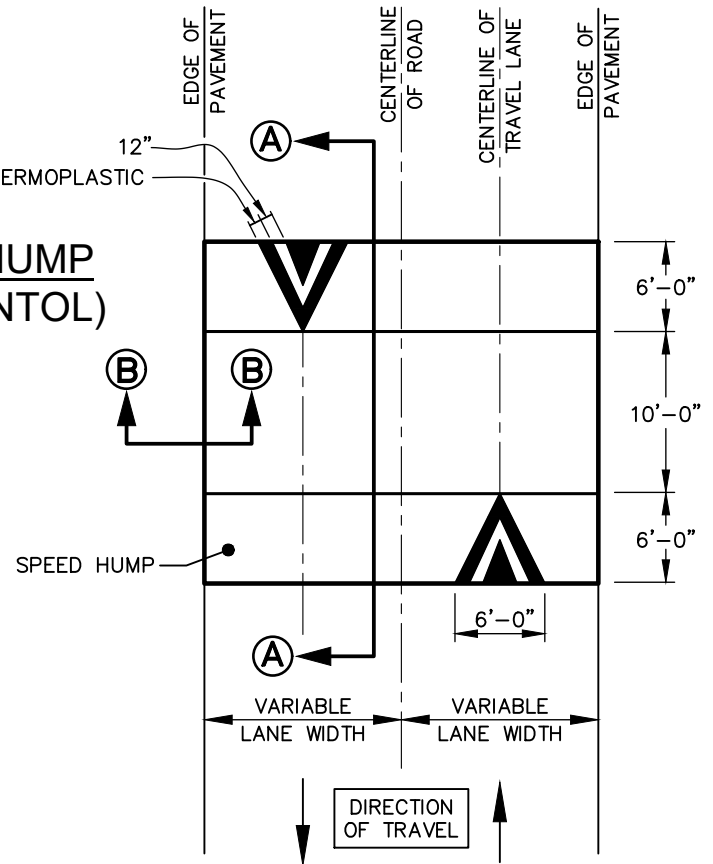 EDGE OF
PAVEMENT
CENTERLINE
OF ROAD
CENTERLINE OF
TRAVEL LANE
EDGE OF
PAVEMENT
12"
A
ERMOPLASTIC
HUMP
NTOL)
6'-0"
B
B
10'-0"
SPEED HUMP
6'-0"
6'-0"
A
VARIABLE
LANE WIDTH
VARIABLE
LANE WIDTH
DIRECTION
OF TRAVEL